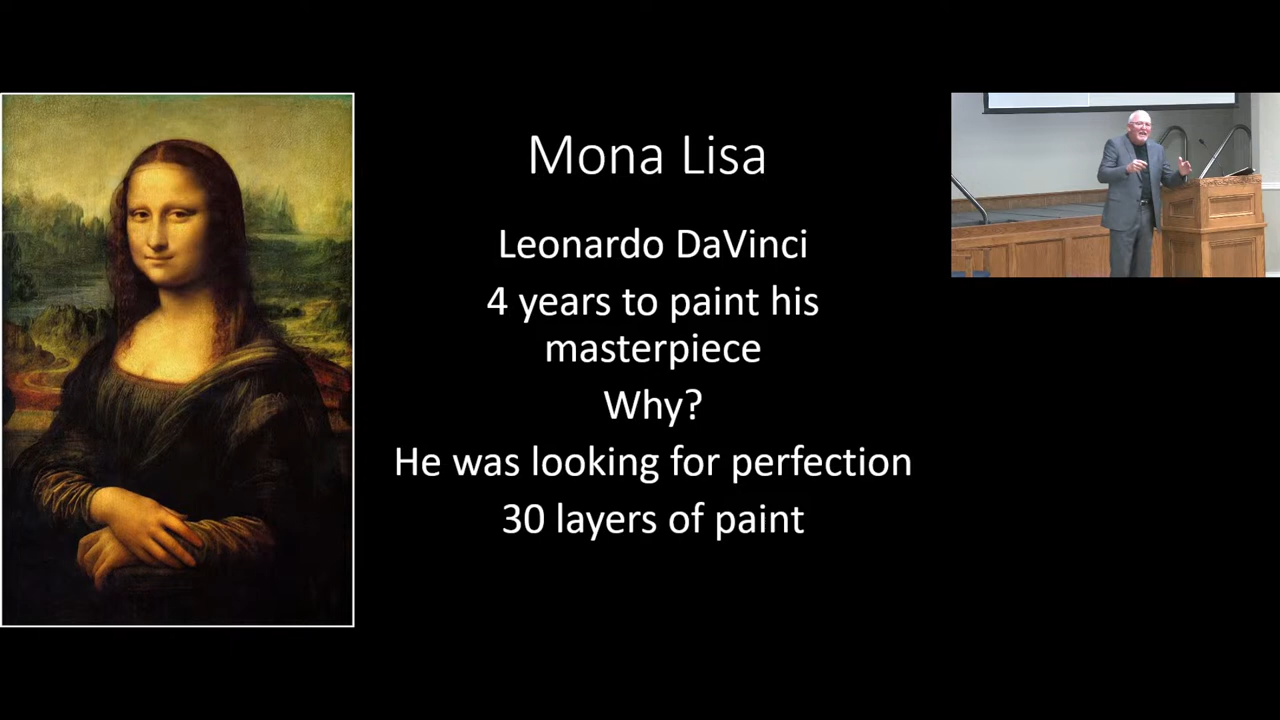 Mona Lisa
Leonardo DaVinci
4 years to paint his
masterpiece
Why?
He was looking for perfection
30 layers of paint